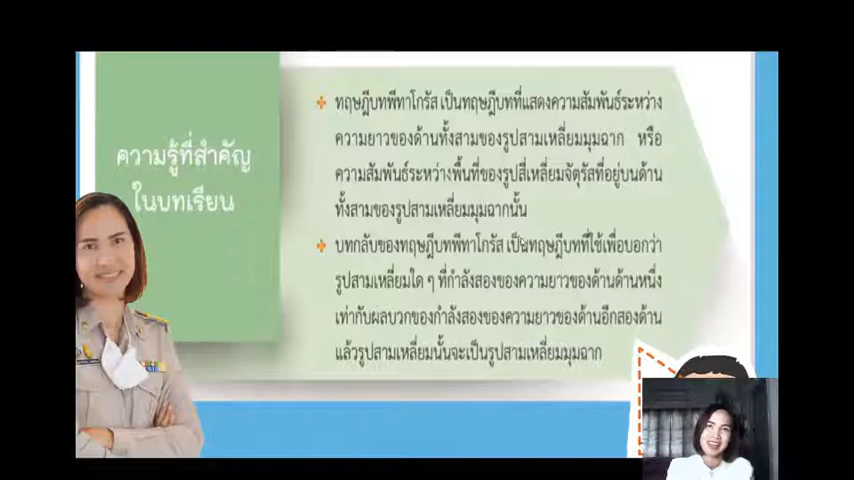 ความรู้ที่สำคัญ
ในบทเรียน
ทฤษฎีบทพีทาโกรัส เป็นทฤษฎีบทที่แสดงความสัมพันธ์ระหว่าง
ความยาวของด้านทั้งสามของรูปสามเหลี่ยมมุมฉาก หรือ
ความสัมพันธ์ระหว่างพื้นที่ของรูปสี่เหลี่ยมจัตุรัสที่อยู่บนด้าน
ทั้งสามของรูปสามเหลี่ยมมุมฉากนั้น
บทกลับของทฤษฎีบทพีทาโกรัส เป็นทฤษฎีบทที่ใช้เพื่อบอกว่า
รูปสามเหลี่ยมใด ๆ ที่กำลังสองของความยาวของด้านด้านหนึ่ง
เท่ากับผลบวกของกำลังสองของความยาวของด้านอีกสองด้าน
แล้วรูปสามเหลี่ยมนั้นจะเป็นรูปสามเหลี่ยมมุมฉาก